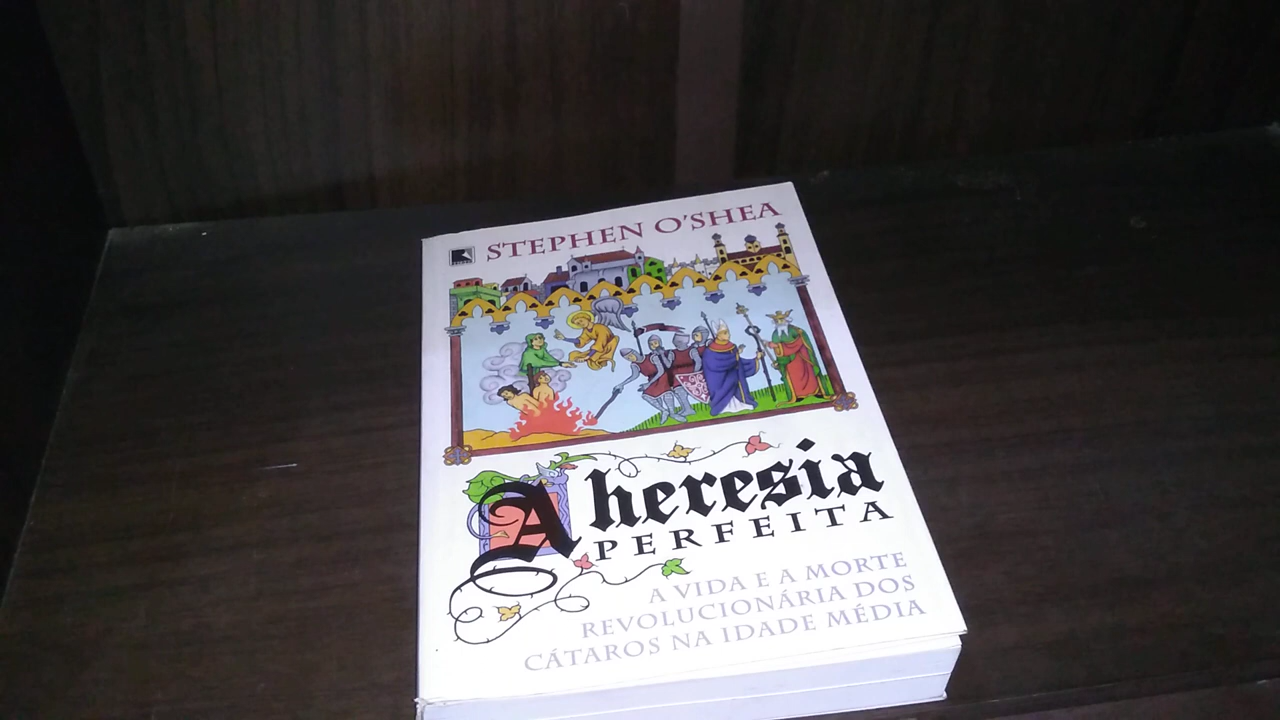 STEPHEN O'SHEA
A heresia
PERFEITA
A VIDA E A MORTE
REVOLUCIONÁRIA DOS
CÁTAROS NA IDADE MÉDIA